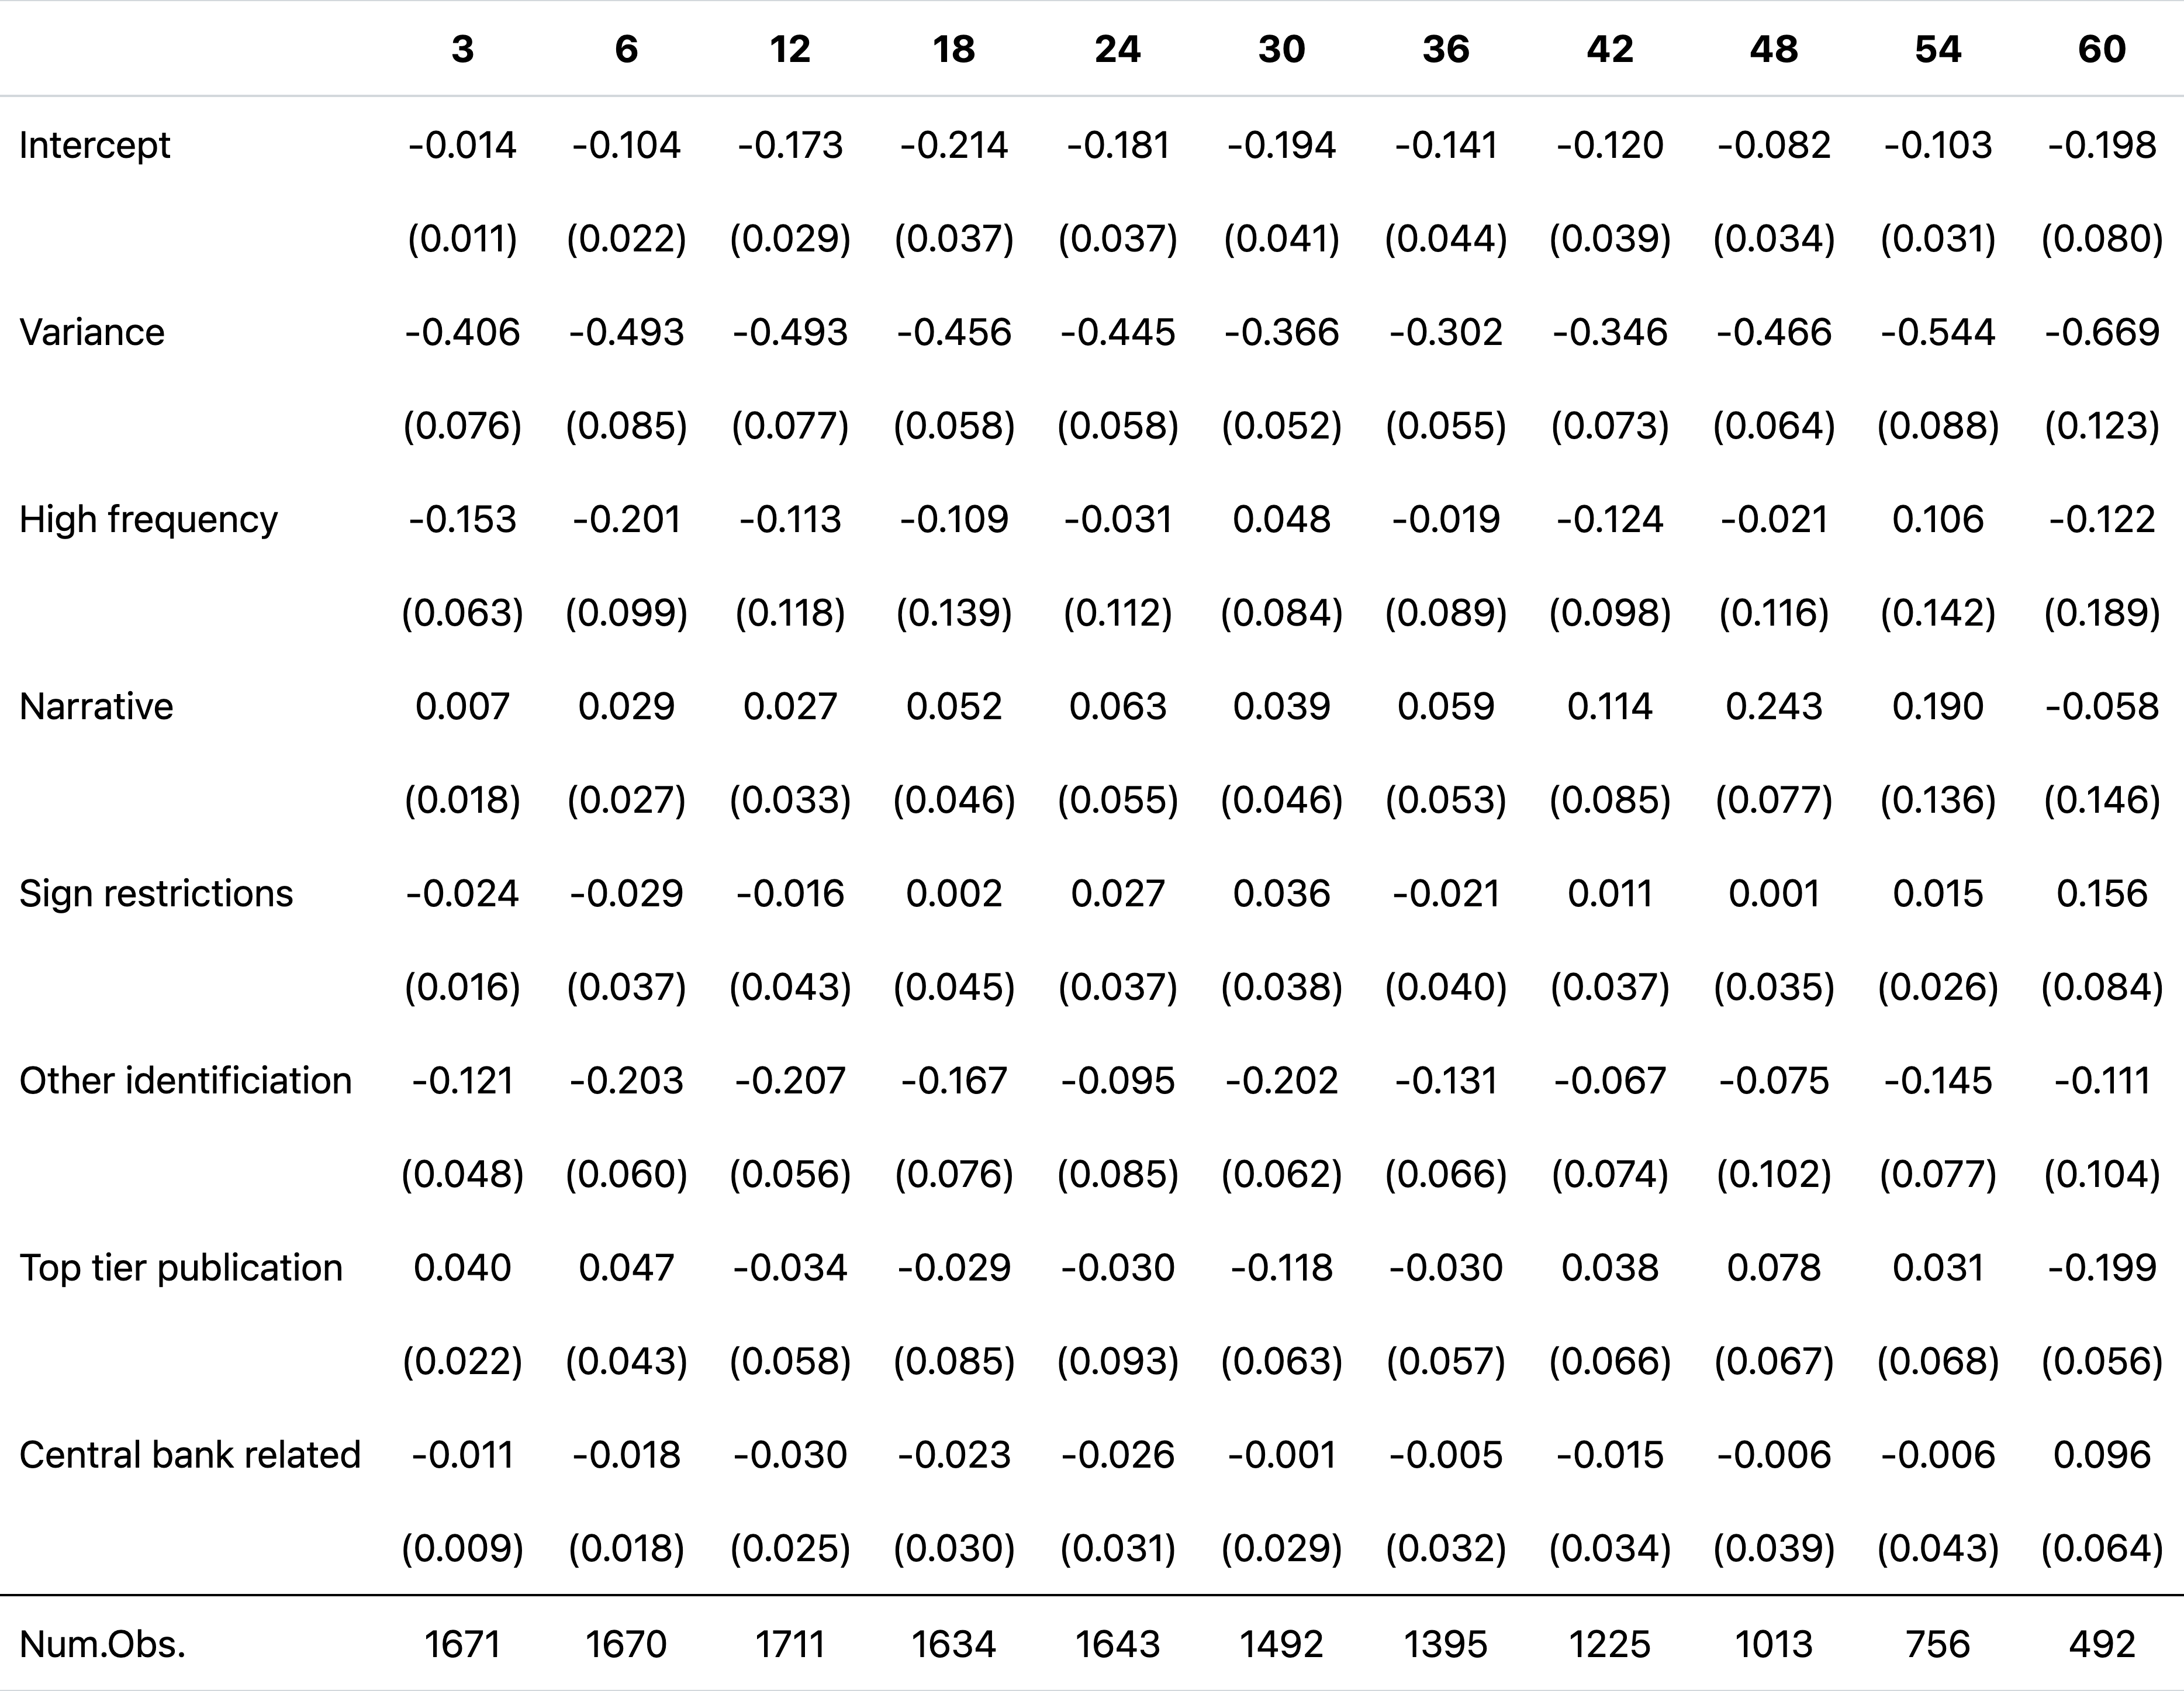 3 6 12 18 24 30 36 42 48 54 60
Intercept -0.014 -0.104 -0.173 -0.214 -0.181 -0.194 -0.141 -0.120 -0.082 -0.103 -0.198
(0.011) (0.022) (0.029) (0.037) (0.037) (0.041) (0.044) (0.039) (0.034) (0.031) (0.080)
Variance -0.406 -0.493 -0.493 -0.456 -0.445 -0.366 -0.302 -0.346 -0.466 -0.544 -0.669
(0.076) (0.085) (0.077) (0.058) (0.058) (0.052) (0.055) (0.073) (0.064) (0.088) (0.123)
High frequency -0.153 -0.201 -0.113 -0.109 -0.031 0.048 -0.019 -0.124 -0.021 0.106 -0.122
(0.063) (0.099) (0.118) (0.139) (0.112) (0.084) (0.089) (0.098) (0.116) (0.142) (0.189)
Narrative 0.007 0.029 0.027 0.052 0.063 0.039 0.059 0.114 0.243 0.190 -0.058
(0.018) (0.027) (0.033) (0.046) (0.055) (0.046) (0.053) (0.085) (0.077) (0.136) (0.146)
Sign restrictions -0.024 -0.029 -0.016 0.002 0.027 0.036 -0.021 0.011 0.001 0.015 0.156
(0.016) (0.037) (0.043) (0.045) (0.037) (0.038) (0.040) (0.037) (0.035) (0.026) (0.084)
Other identificiation -0.121 -0.203 -0.207 -0.167 -0.095 -0.202 -0.131 -0.067 -0.075 -0.145 -0.111
(0.048) (0.060) (0.056) (0.076) (0.085) (0.062) (0.066) (0.074) (0.102) (0.077) (0.104)
Top tier publication 0.040 0.047 -0.034 -0.029 -0.030 -0.118 -0.030 0.038 0.078 0.031 -0.199
(0.022) (0.043) (0.058) (0.085) (0.093) (0.063) (0.057) (0.066) (0.067) (0.068) (0.056)
Central bank related -0.011 -0.018 -0.030 -0.023 -0.026 -0.001 -0.005 -0.015 -0.006 -0.006 0.096
(0.009) (0.018) (0.025) (0.030) (0.031) (0.029) (0.032) (0.034) (0.039) (0.043) (0.064)
Num.Obs. 1671 1670 1711 1634 1643 1492 1395 1225 1013 756 492